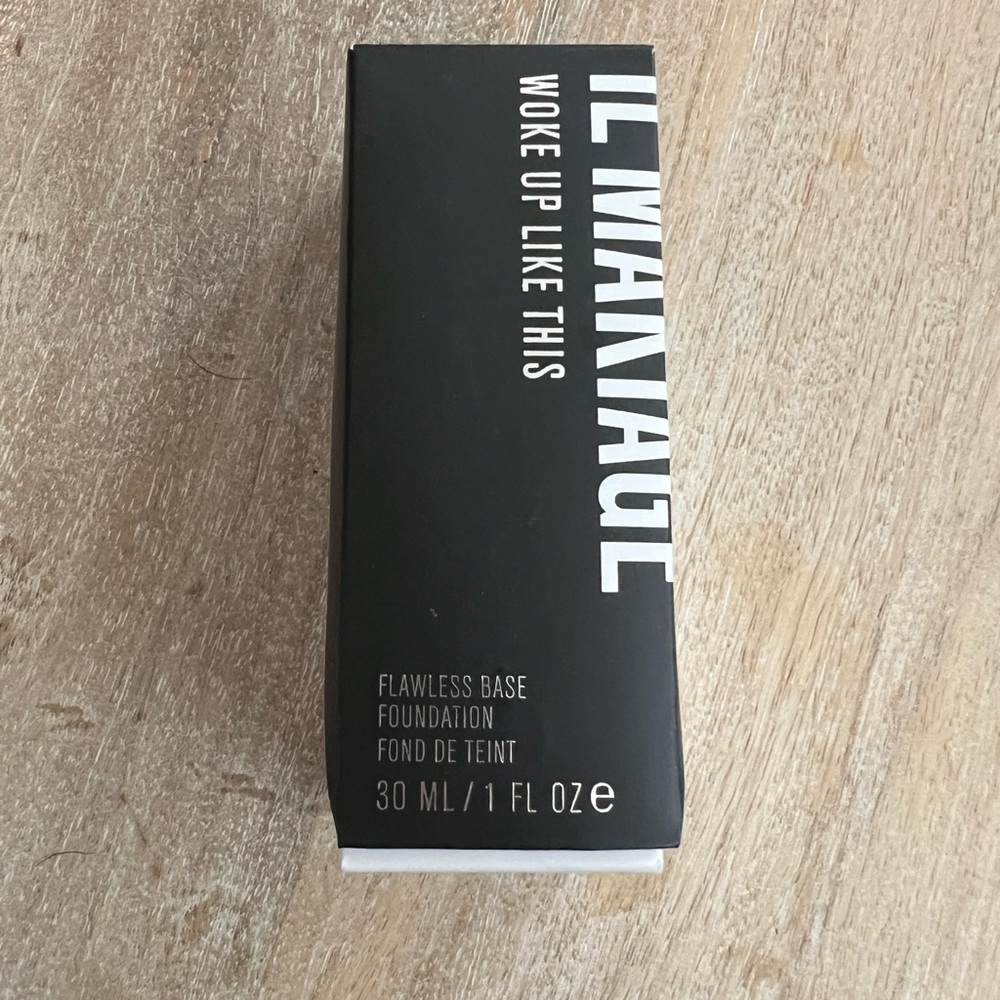 IL MAKIAGE
WOKE UP LIKE THIS
FLAWLESS BASE
FOUNDATION
FOND DE TEINT
30 ML / 1 FL OZ e